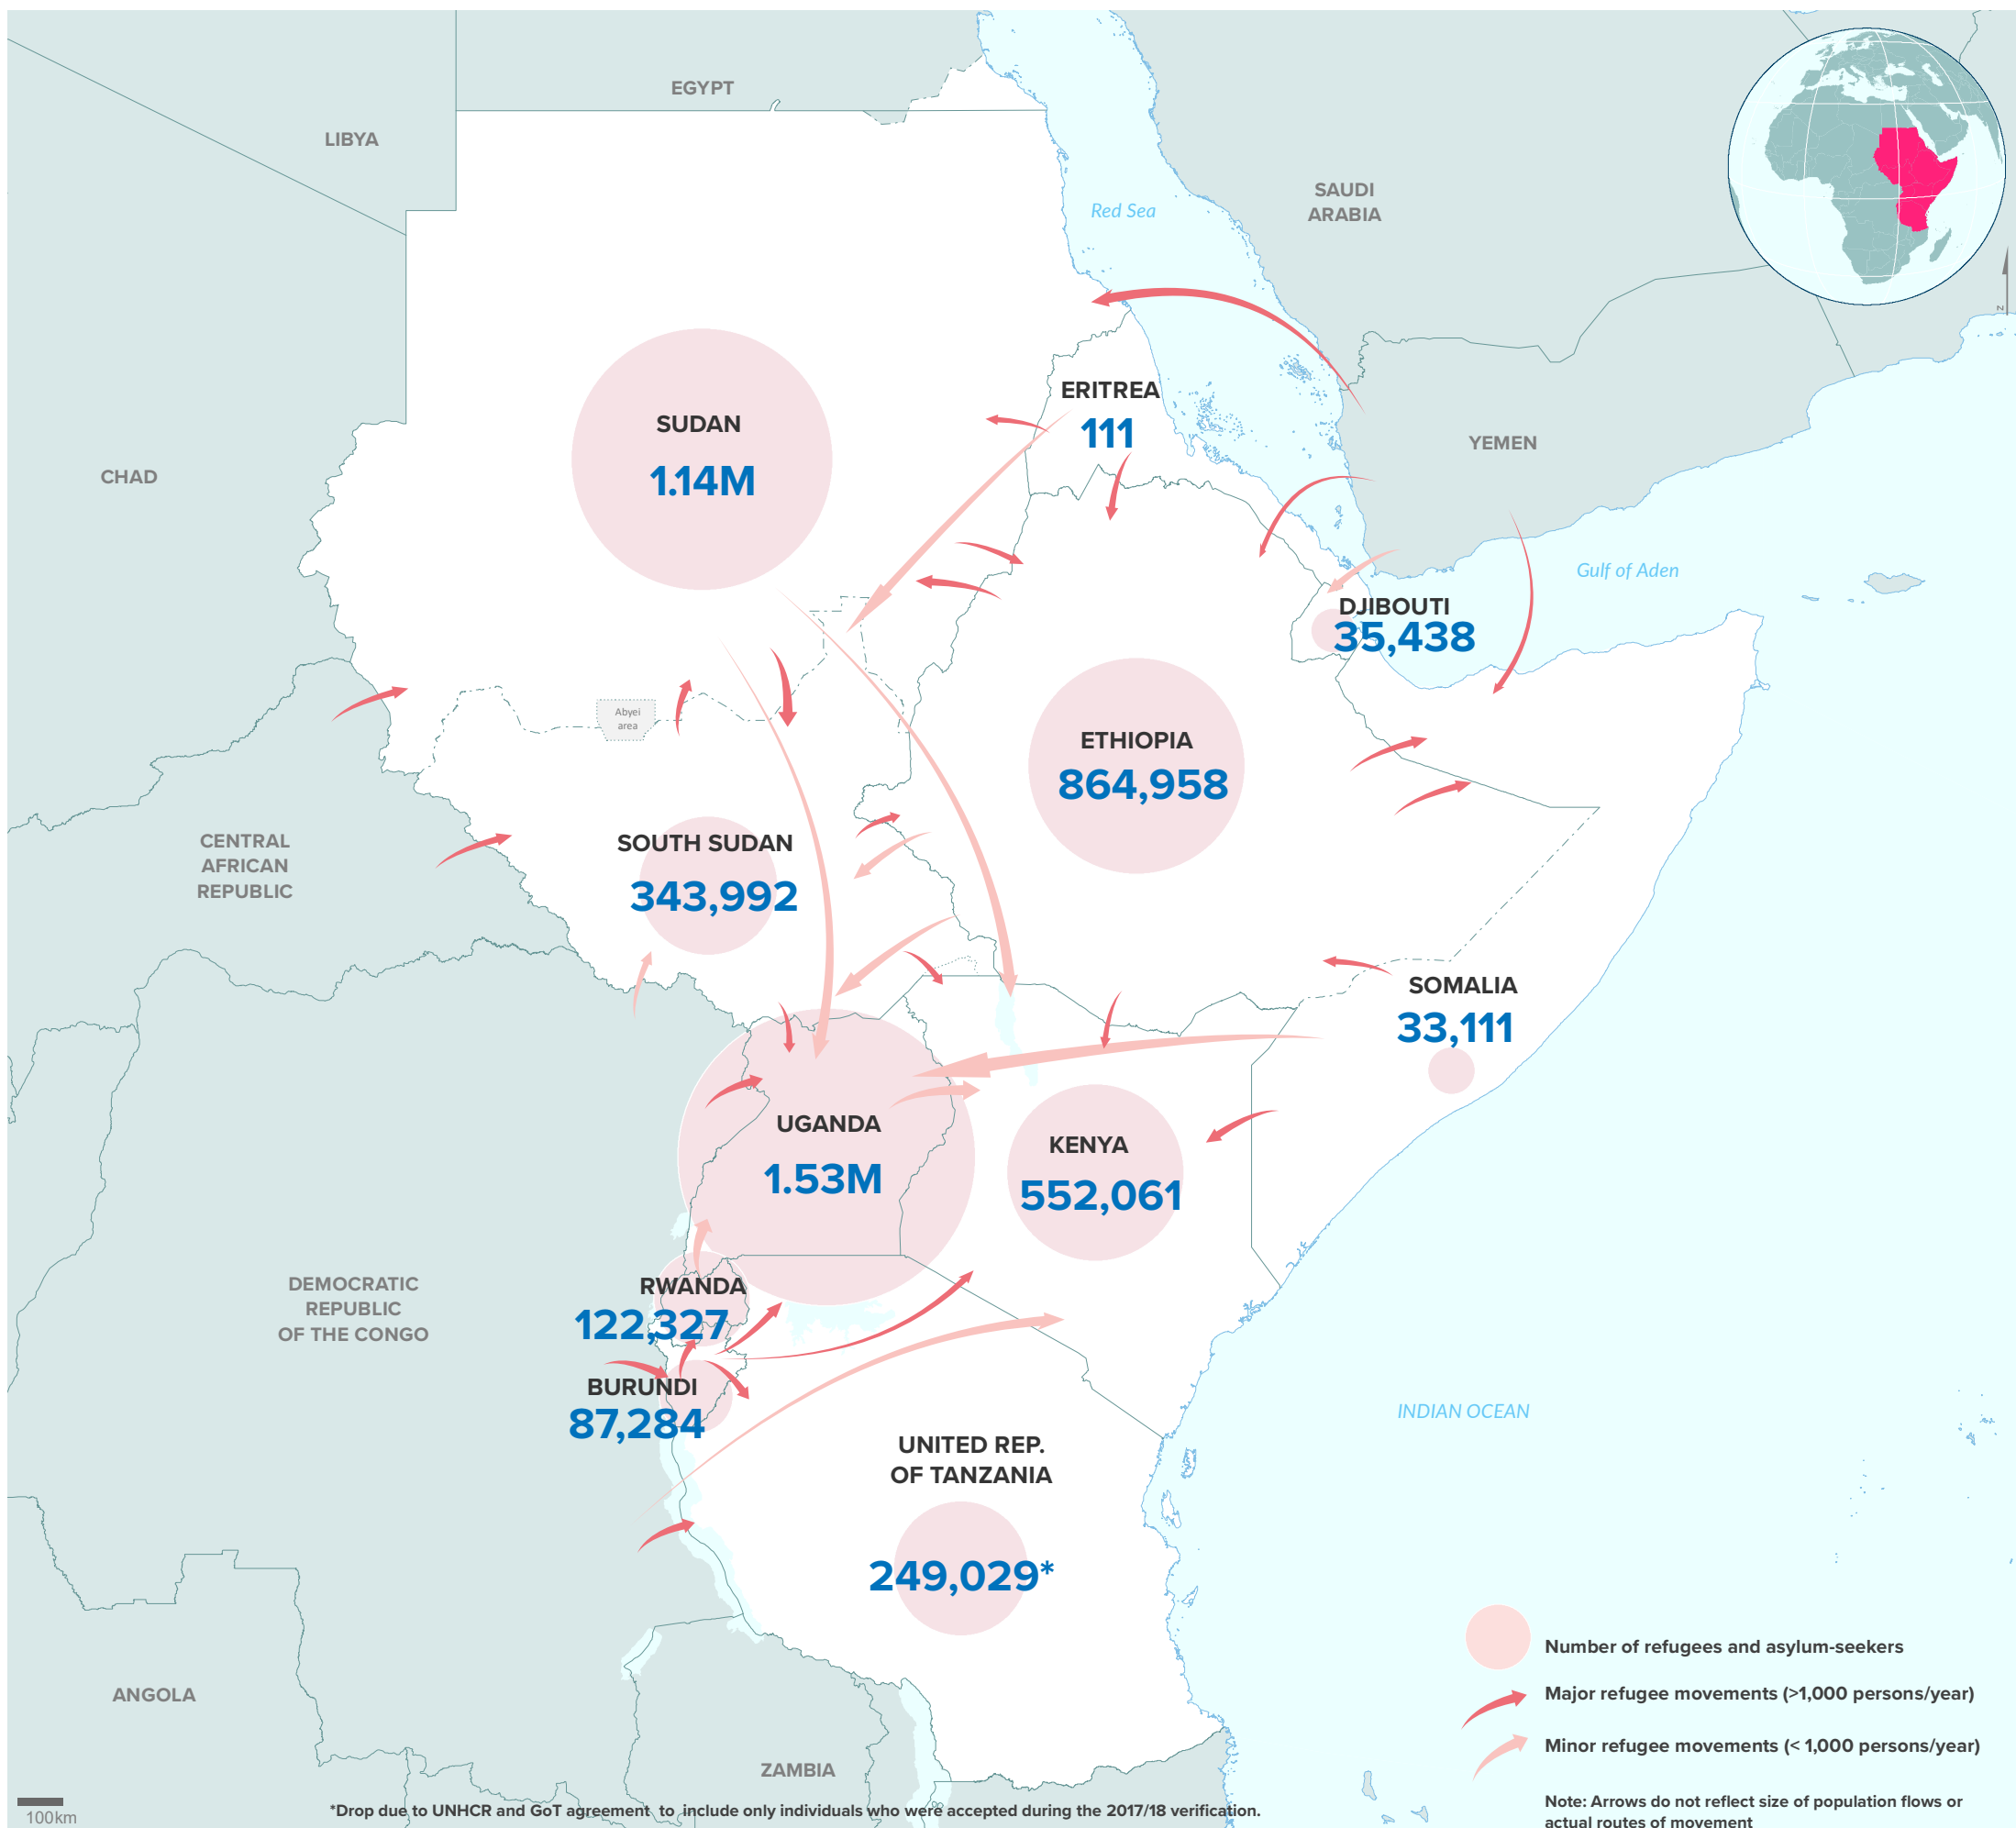 EGYPT
LIBYA
SAUDI
ARABIA
Red Sea
N
ERITREA
111
SUDAN
1.14M
YEMEN
CHAD
Gulf of Aden
DJIBOUTI
35,438
Abyei
area
ETHIOPIA
864,958
CENTRAL
AFRICAN
REPUBLIC
SOUTH SUDAN
343,992
SOMALIA
33,111
UGANDA
1.53M
KENYA
552,061
RWANDA
122,327
DEMOCRATIC
REPUBLIC
OF THE CONGO
BURUNDI
87,284
INDIAN OCEAN
UNITED REP.
OF TANZANIA
249,029*
ANGOLA
ZAMBIA
Number of refugees and asylum-seekers
Major refugee movements (>1,000 persons/year)
Minor refugee movements (< 1,000 persons/year)
Note: Arrows do not reflect size of population flows or
actual routes of movement
100km
*Drop due to UNHCR and GoT agreement to include only individuals who were accepted during the 2017/18 verification.